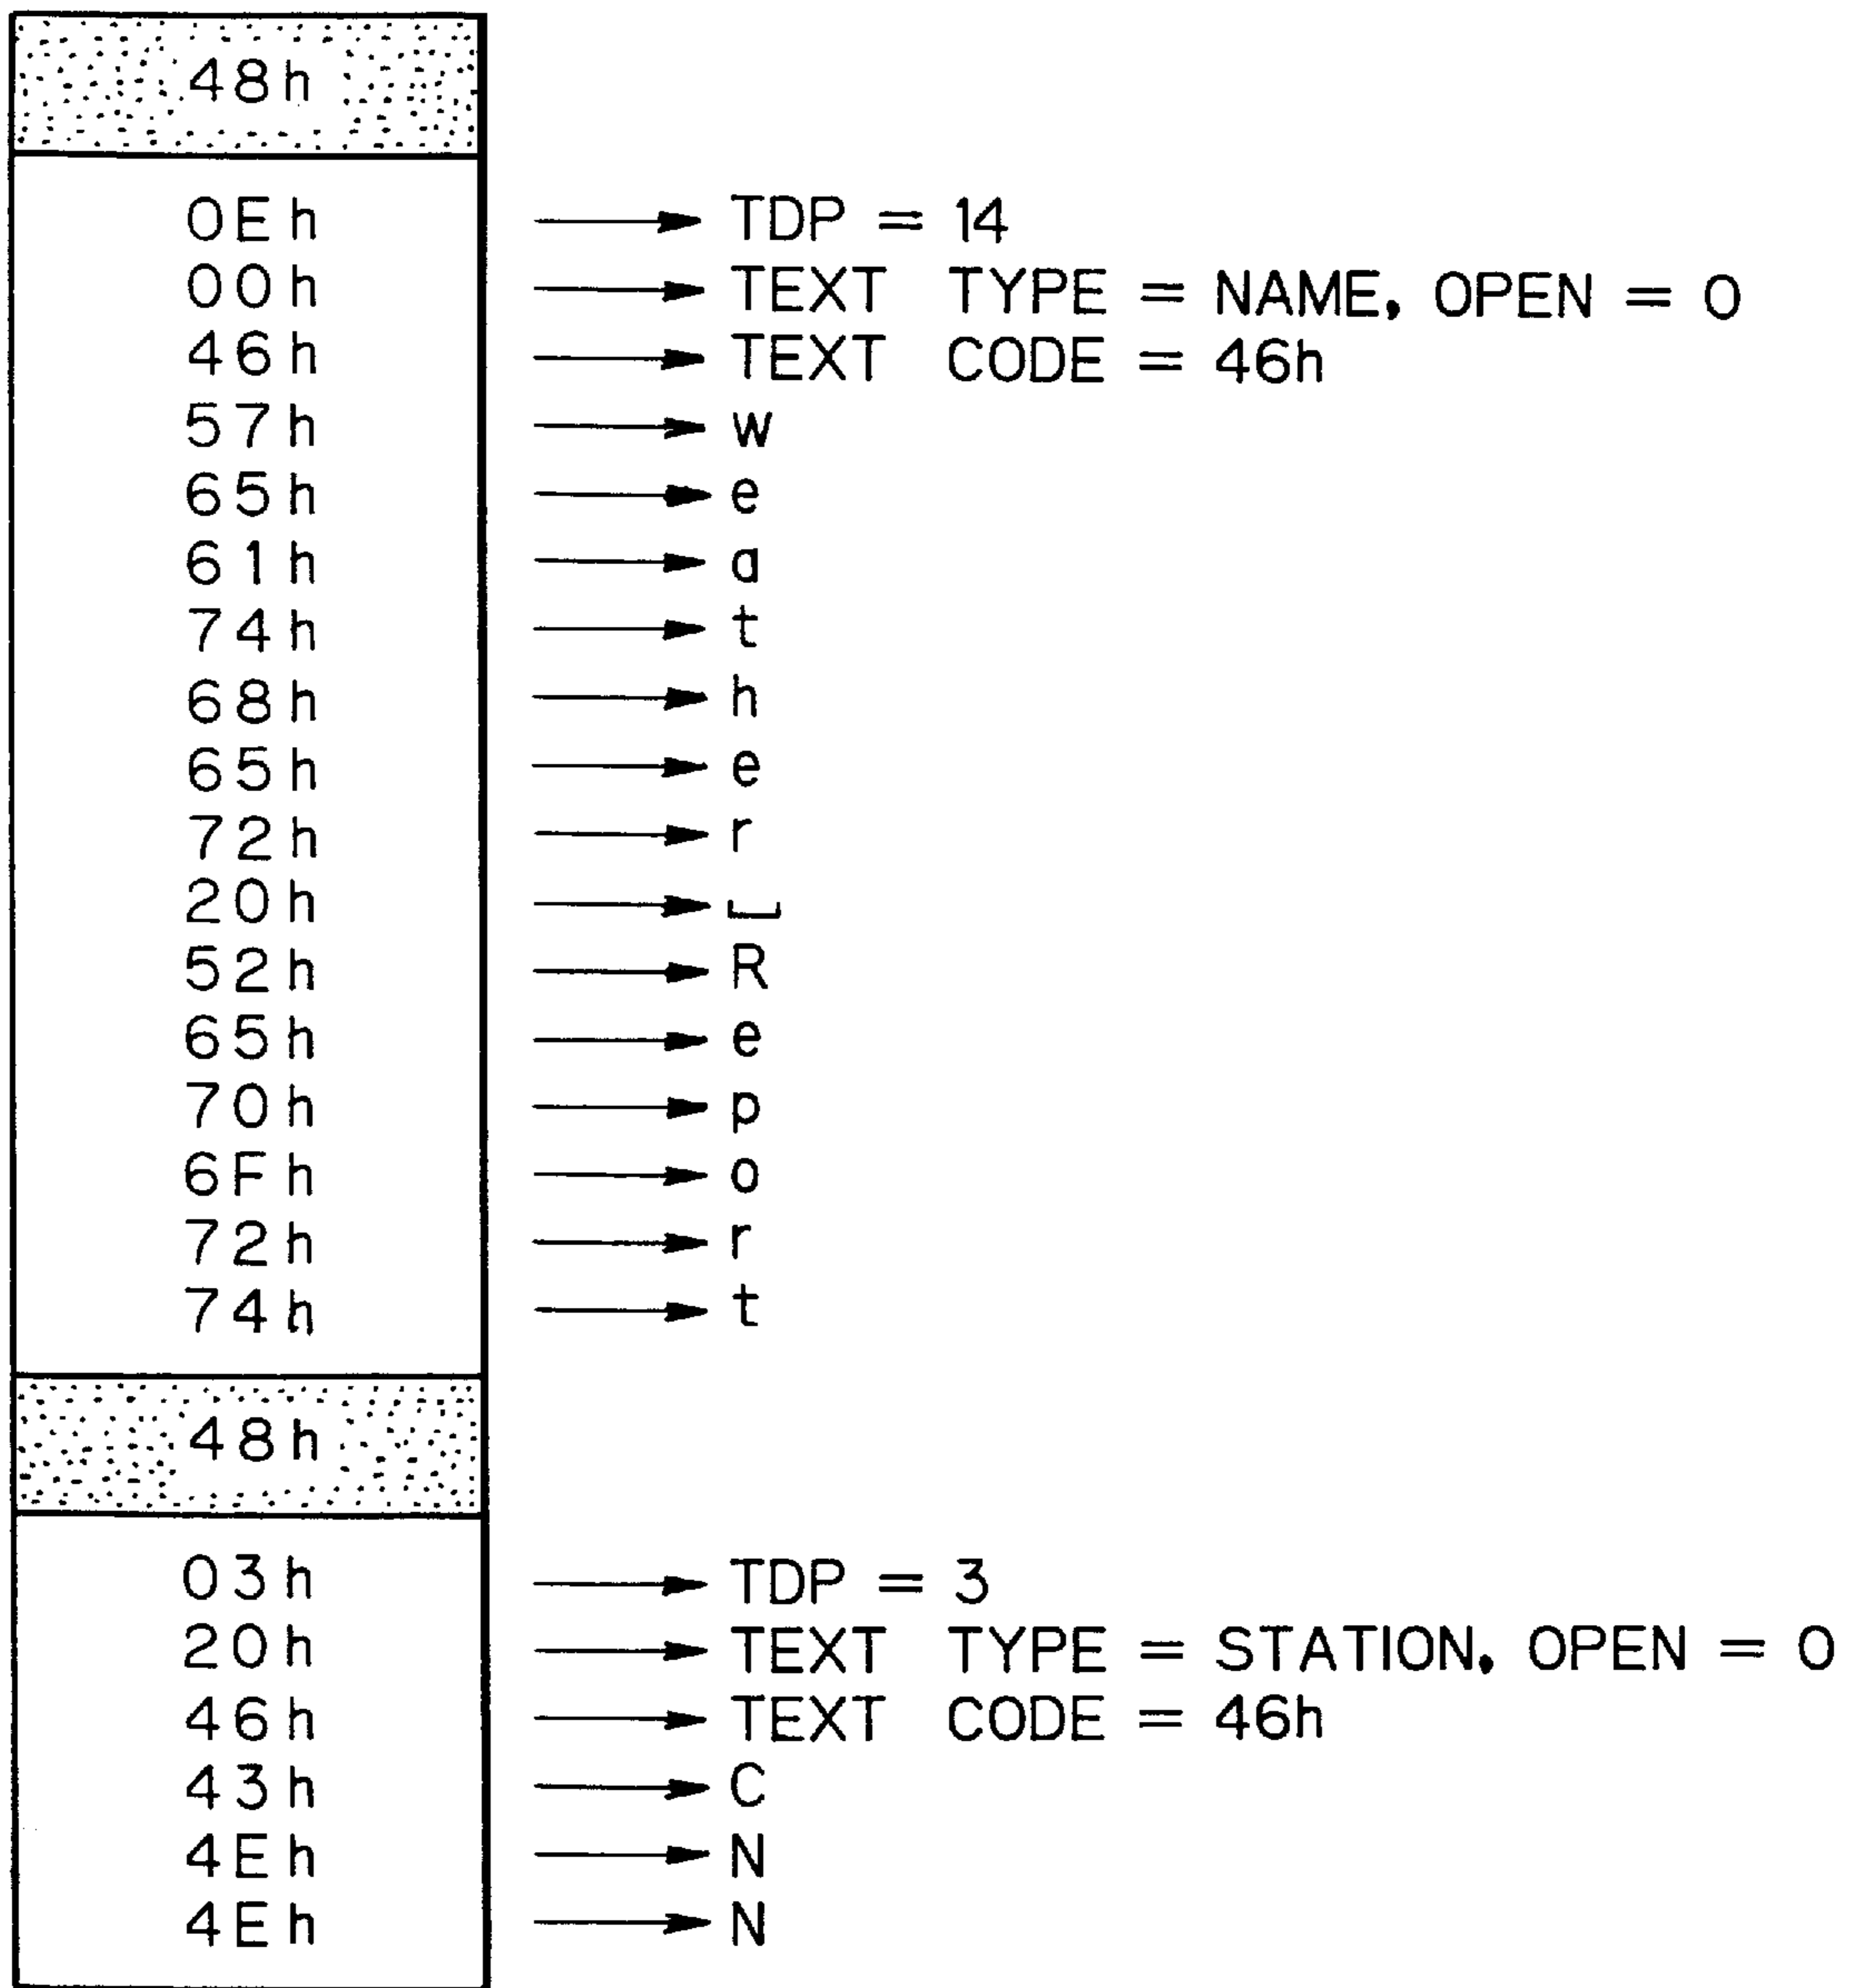 48h
0Eh → TDP = 14
00h → TEXT TYPE = NAME, OPEN = 0
46h → TEXT CODE = 46h
57h → w
65h → e
61h → a
74h → t
68h → h
65h → e
72h → r
20h → ⎵
52h → R
65h → e
70h → p
6Fh → o
72h → r
74h → t
48h
03h → TDP = 3
20h → TEXT TYPE = STATION, OPEN = 0
46h → TEXT CODE = 46h
43h → C
4Eh → N
4Eh → N